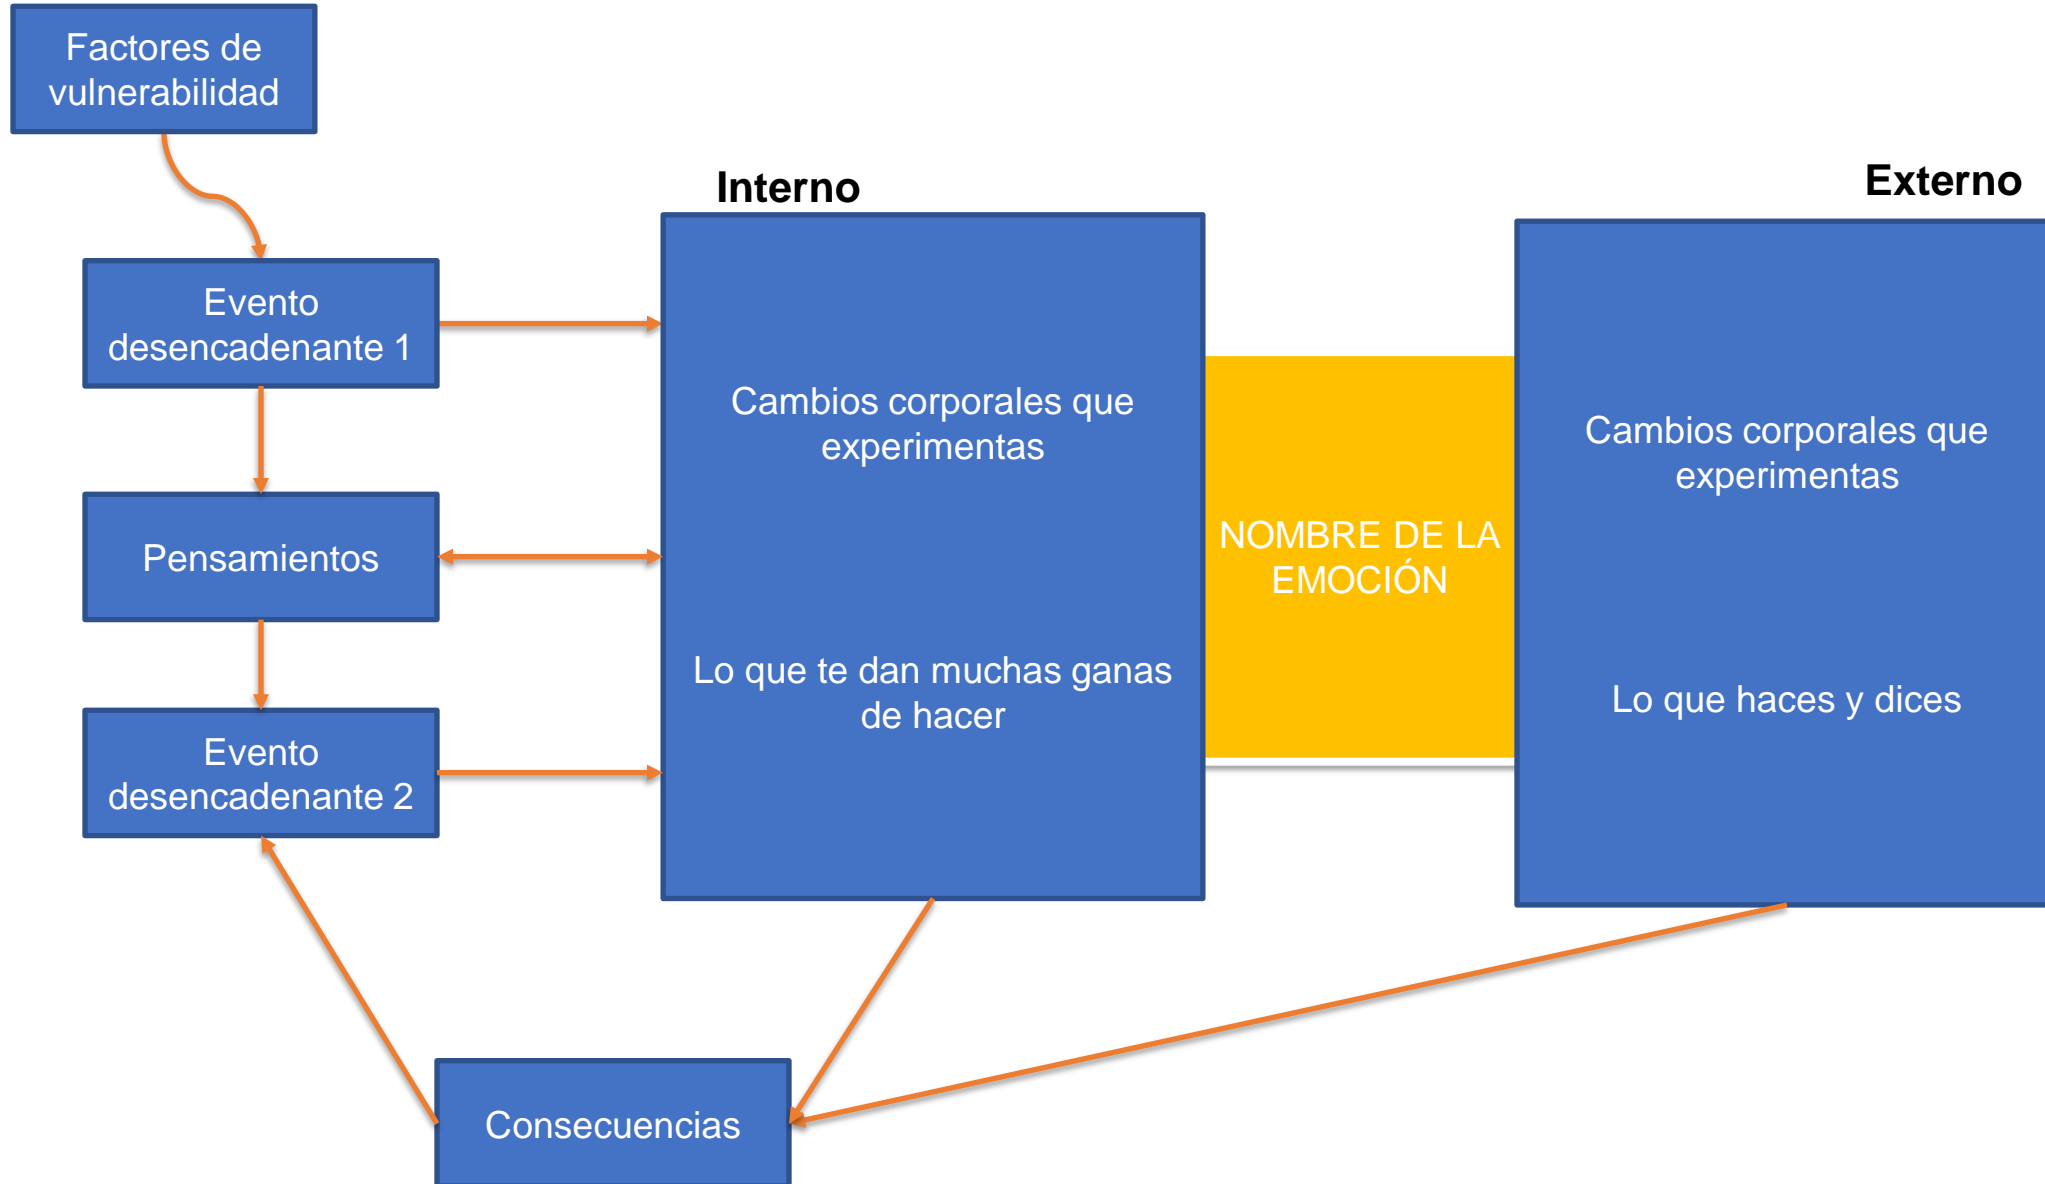 Factores de
vulnerabilidad
Interno
Externo
Evento
desencadenante 1
Cambios corporales que
experimentas
Cambios corporales que
experimentas
NOMBRE DE LA
EMOCIÓN
Pensamientos
Lo que te dan muchas ganas
de hacer
Lo que haces y dices
Evento
desencadenante 2
Consecuencias